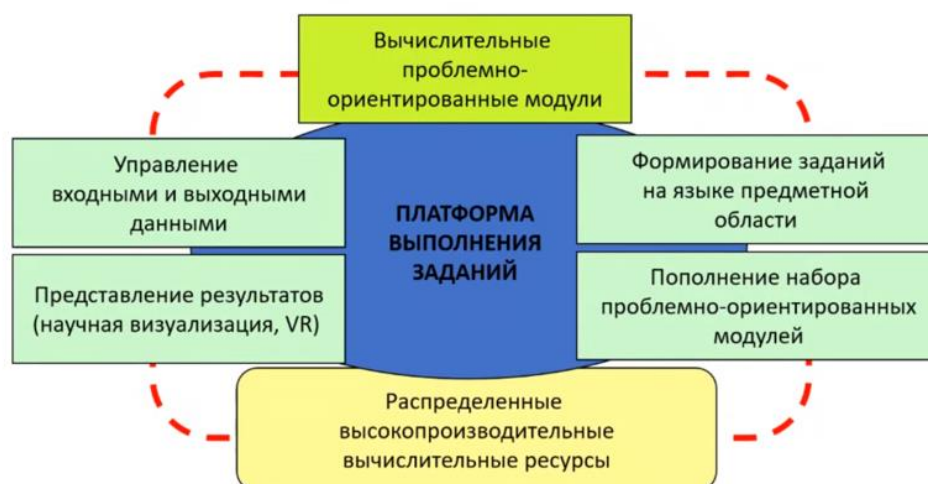 Вычислительные
проблемно-
ориентированные модули
Управление
входными и выходными
данными
ПЛАТФОРМА
ВЫПОЛНЕНИЯ
ЗАДАНИЙ
Формирование заданий
на языке предметной
области
Представление результатов
(научная визуализация, VR)
Пополнение набора
проблемно-ориентированных
модулей
Распределенные
высокопроизводительные
вычислительные ресурсы